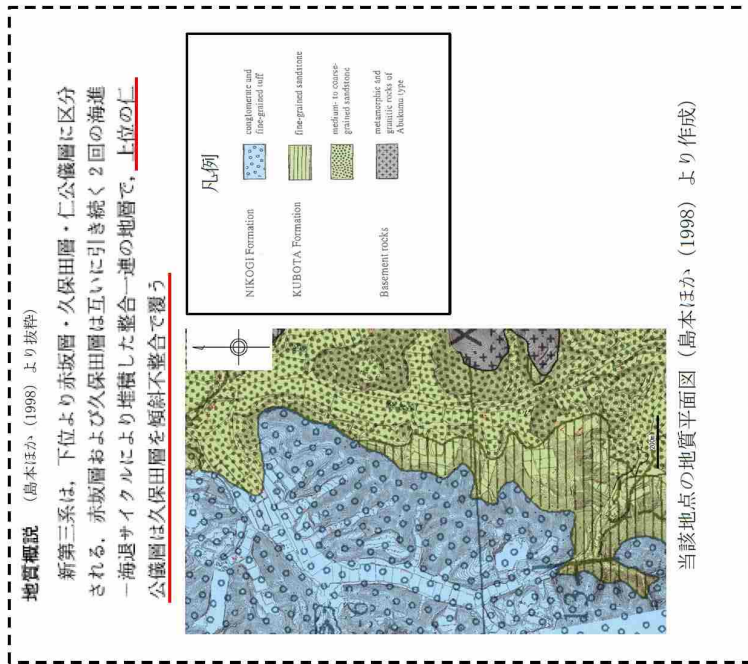 地質概説 （島本ほか（1998）より抜粋）
新第三系は，下位より赤坂層・久保田層・仁公儀層に区分
される．赤坂層および久保田層は互いに引き続く2回の海進
－海退サイクルにより堆積した整合一連の地層で，上位の仁
公儀層は久保田層を傾斜不整合で覆う
凡例
NIKOGI Formation
conglomerate and
fine-grained tuff
KUBOTA Formation
fine-grained sandstone
medium- to coarse-
grained sandstone
Basement rocks
metamorphic and
granitic rocks of
Abukuma type
当該地点の地質平面図（島本ほか（1998）より作成）